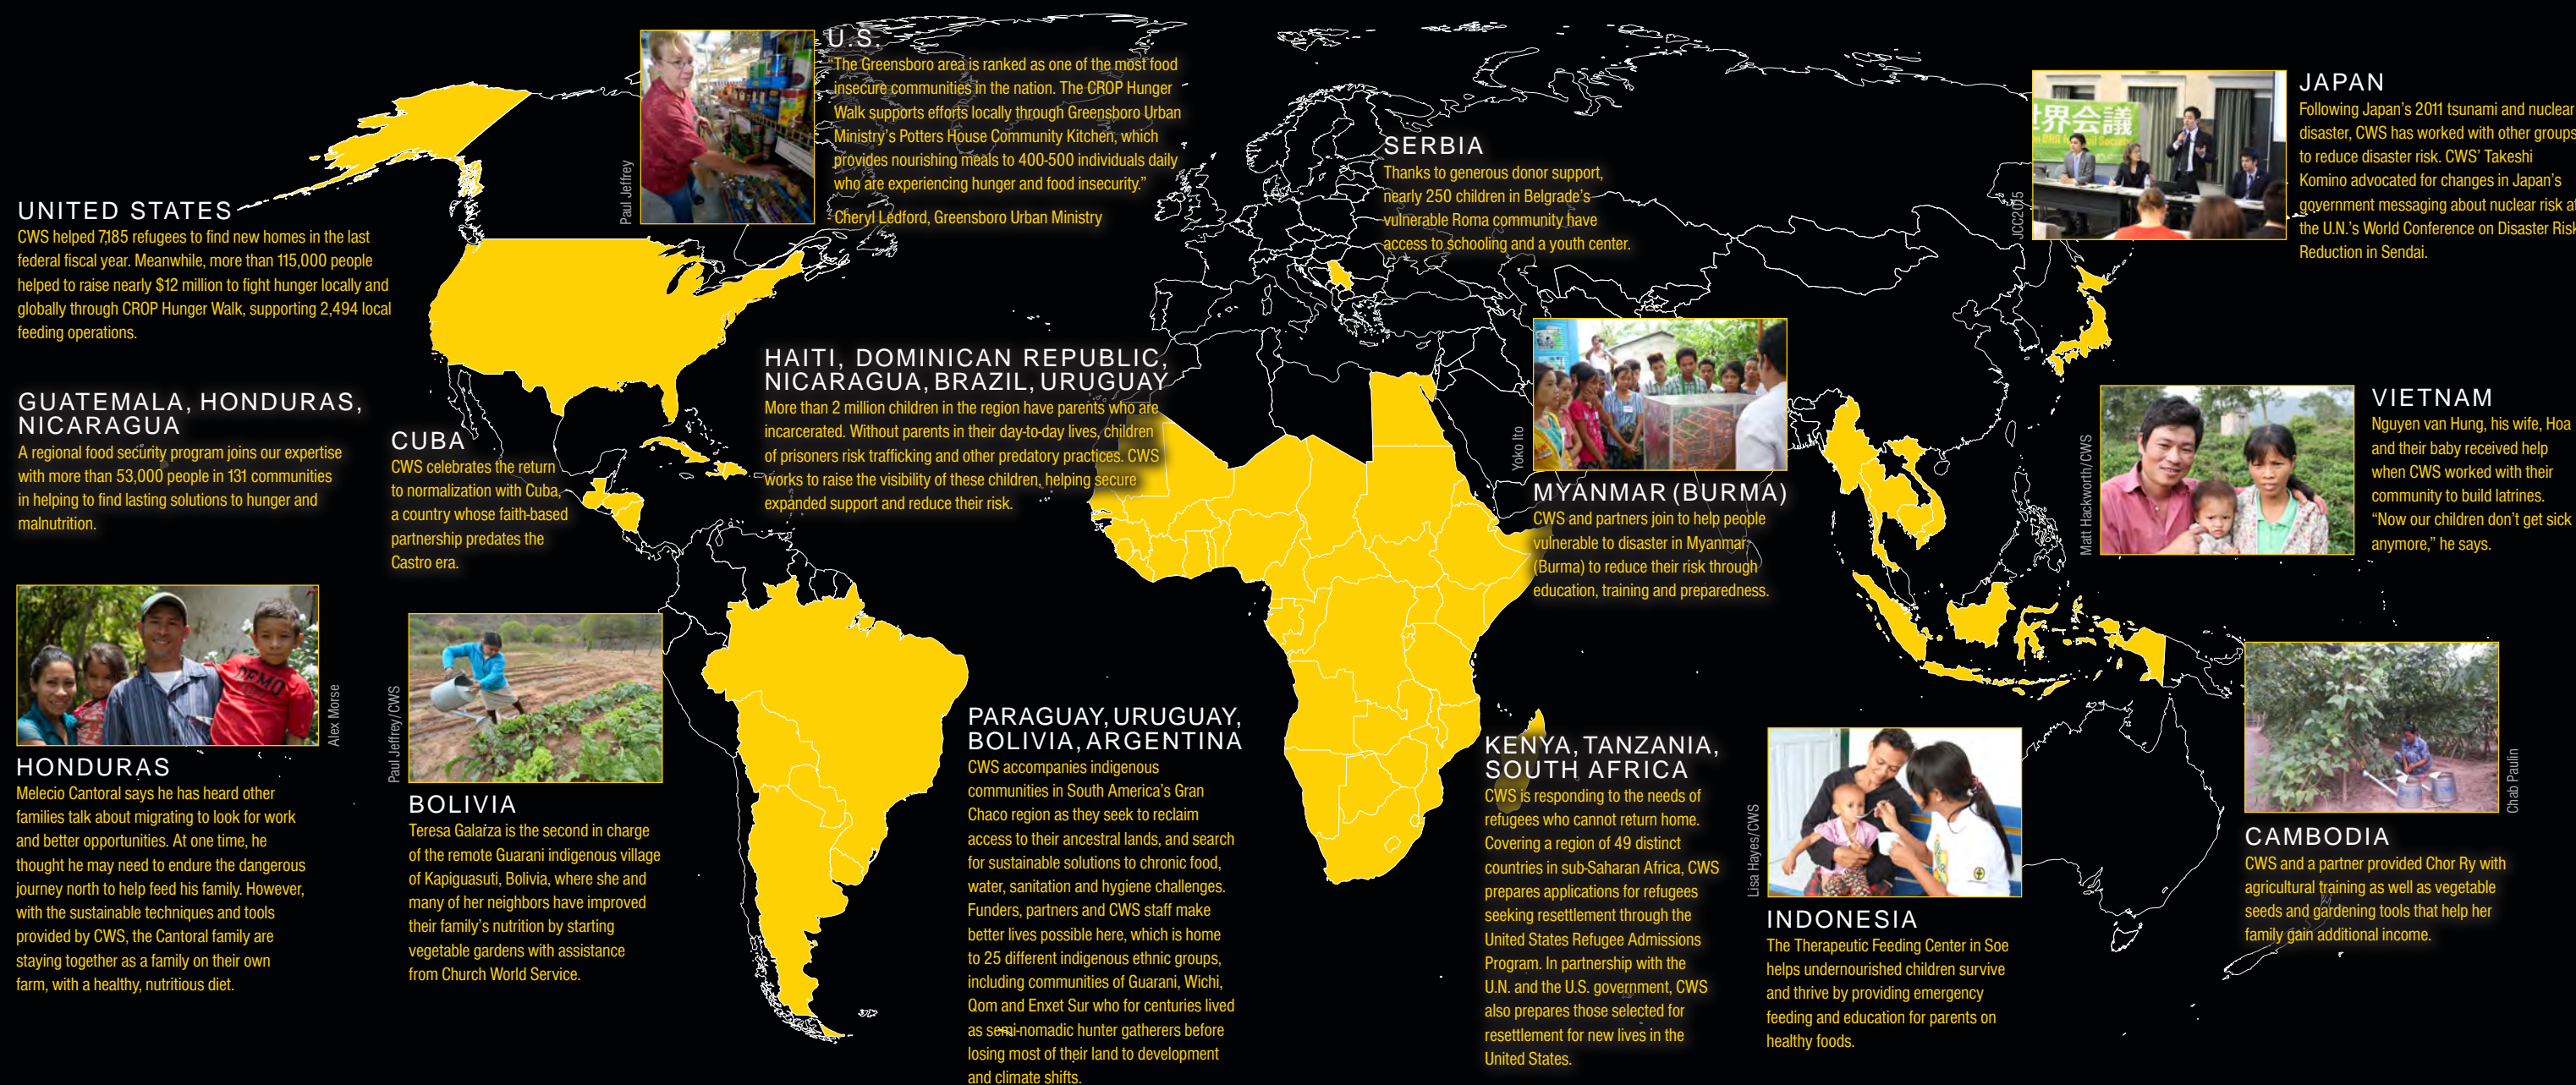 U.S.
"The Greensboro area is ranked as one of the most food
insecure communities in the nation. The CROP Hunger
Walk supports efforts locally through Greensboro Urban
Ministry's Potters House Community Kitchen, which
provides nourishing meals to 400-500 individuals daily
who are experiencing hunger and food insecurity."
- Cheryl Ledford, Greensboro Urban Ministry
Paul Jeffrey
UNITED STATES
CWS helped 7,185 refugees to find new homes in the last
federal fiscal year. Meanwhile, more than 115,000 people
helped to raise nearly $12 million to fight hunger locally and
globally through CROP Hunger Walk, supporting 2,494 local
feeding operations.
GUATEMALA, HONDURAS,
NICARAGUA
A regional food security program joins our expertise
with more than 53,000 people in 131 communities
in helping to find lasting solutions to hunger and
malnutrition.
CUBA
CWS celebrates the return
to normalization with Cuba,
a country whose faith-based
partnership predates the
Castro era.
HAITI, DOMINICAN REPUBLIC,
NICARAGUA, BRAZIL, URUGUAY
More than 2 million children in the region have parents who are
incarcerated. Without parents in their day-to-day lives, children
of prisoners risk trafficking and other predatory practices. CWS
works to raise the visibility of these children, helping secure
expanded support and reduce their risk.
SERBIA
Thanks to generous donor support,
nearly 250 children in Belgrade's
vulnerable Roma community have
access to schooling and a youth center.
JAPAN
Following Japan's 2011 tsunami and nuclear
disaster, CWS has worked with other groups
to reduce disaster risk. CWS' Takeshi
Komino advocated for changes in Japan's
government messaging about nuclear risk at
the U.N.'s World Conference on Disaster Risk
Reduction in Sendai.
世界会議
JCC2015
Yoko Ito
MYANMAR (BURMA)
CWS and partners join to help people
vulnerable to disaster in Myanmar
(Burma) to reduce their risk through
education, training and preparedness.
Matt Hackworth/CWS
VIETNAM
Nguyen van Hung, his wife, Hoa
and their baby received help
when CWS worked with their
community to build latrines.
"Now our children don't get sick
anymore," he says.
DEMO
Alex Morse
HONDURAS
Melecio Cantoral says he has heard other
families talk about migrating to look for work
and better opportunities. At one time, he
thought he may need to endure the dangerous
journey north to help feed his family. However,
with the sustainable techniques and tools
provided by CWS, the Cantoral family are
staying together as a family on their own
farm, with a healthy, nutritious diet.
Paul Jeffrey/CWS
BOLIVIA
Teresa Galarza is the second in charge
of the remote Guarani indigenous village
of Kapiguasuti, Bolivia, where she and
many of her neighbors have improved
their family's nutrition by starting
vegetable gardens with assistance
from Church World Service.
PARAGUAY, URUGUAY,
BOLIVIA, ARGENTINA
CWS accompanies indigenous
communities in South America's Gran
Chaco region as they seek to reclaim
access to their ancestral lands, and search
for sustainable solutions to chronic food,
water, sanitation and hygiene challenges.
Funders, partners and CWS staff make
better lives possible here, which is home
to 25 different indigenous ethnic groups,
including communities of Guarani, Wichi,
Qom and Enxet Sur who for centuries lived
as semi-nomadic hunter gatherers before
losing most of their land to development
and climate shifts.
KENYA, TANZANIA,
SOUTH AFRICA
CWS is responding to the needs of
refugees who cannot return home.
Covering a region of 49 distinct
countries in sub-Saharan Africa, CWS
prepares applications for refugees
seeking resettlement through the
United States Refugee Admissions
Program. In partnership with the
U.N. and the U.S. government, CWS
also prepares those selected for
resettlement for new lives in the
United States.
Lisa Hayes/CWS
INDONESIA
The Therapeutic Feeding Center in Soe
helps undernourished children survive
and thrive by providing emergency
feeding and education for parents on
healthy foods.
Chab Paulin
CAMBODIA
CWS and a partner provided Chor Ry with
agricultural training as well as vegetable
seeds and gardening tools that help her
family gain additional income.